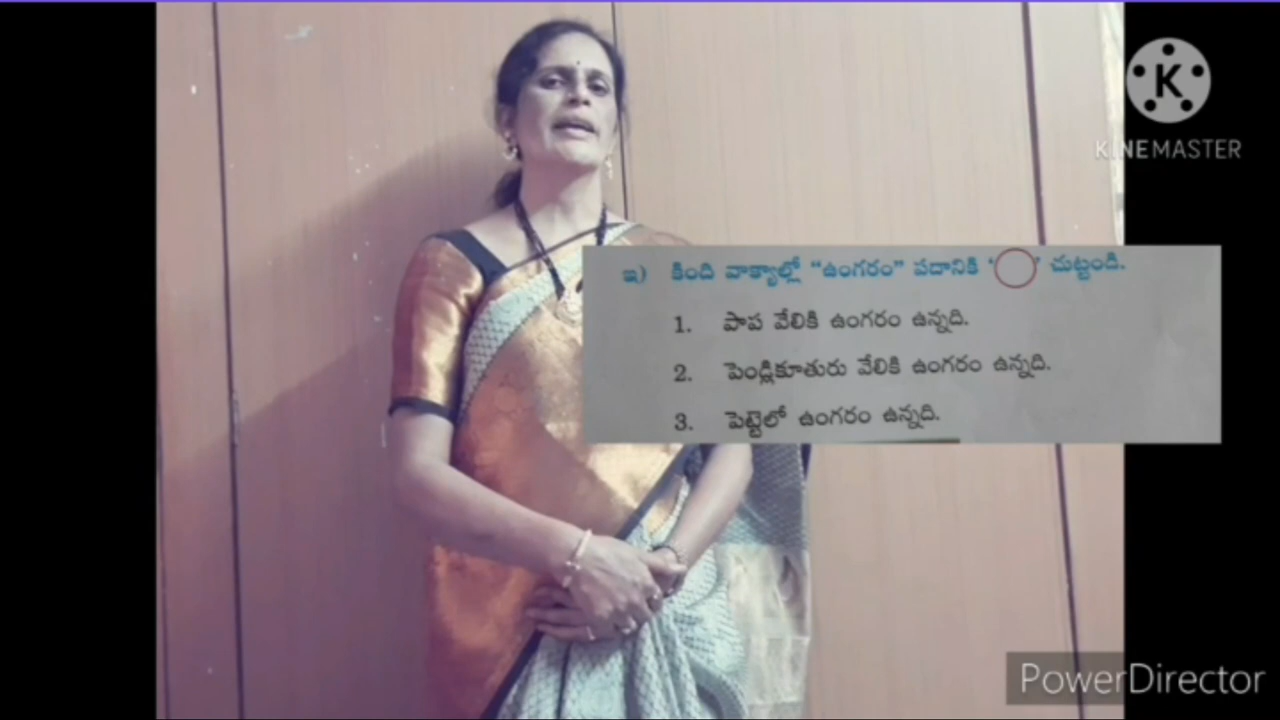 K
KINEMASTER
ఇ) కింది వాక్యాల్లో "ఉంగరం" పదానికి '◯' చుట్టండి.
1. పాప వేలికి ఉంగరం ఉన్నది.
2. పెండ్లికూతురు వేలికి ఉంగరం ఉన్నది.
3. పెట్టెలో ఉంగరం ఉన్నది.
PowerDirector